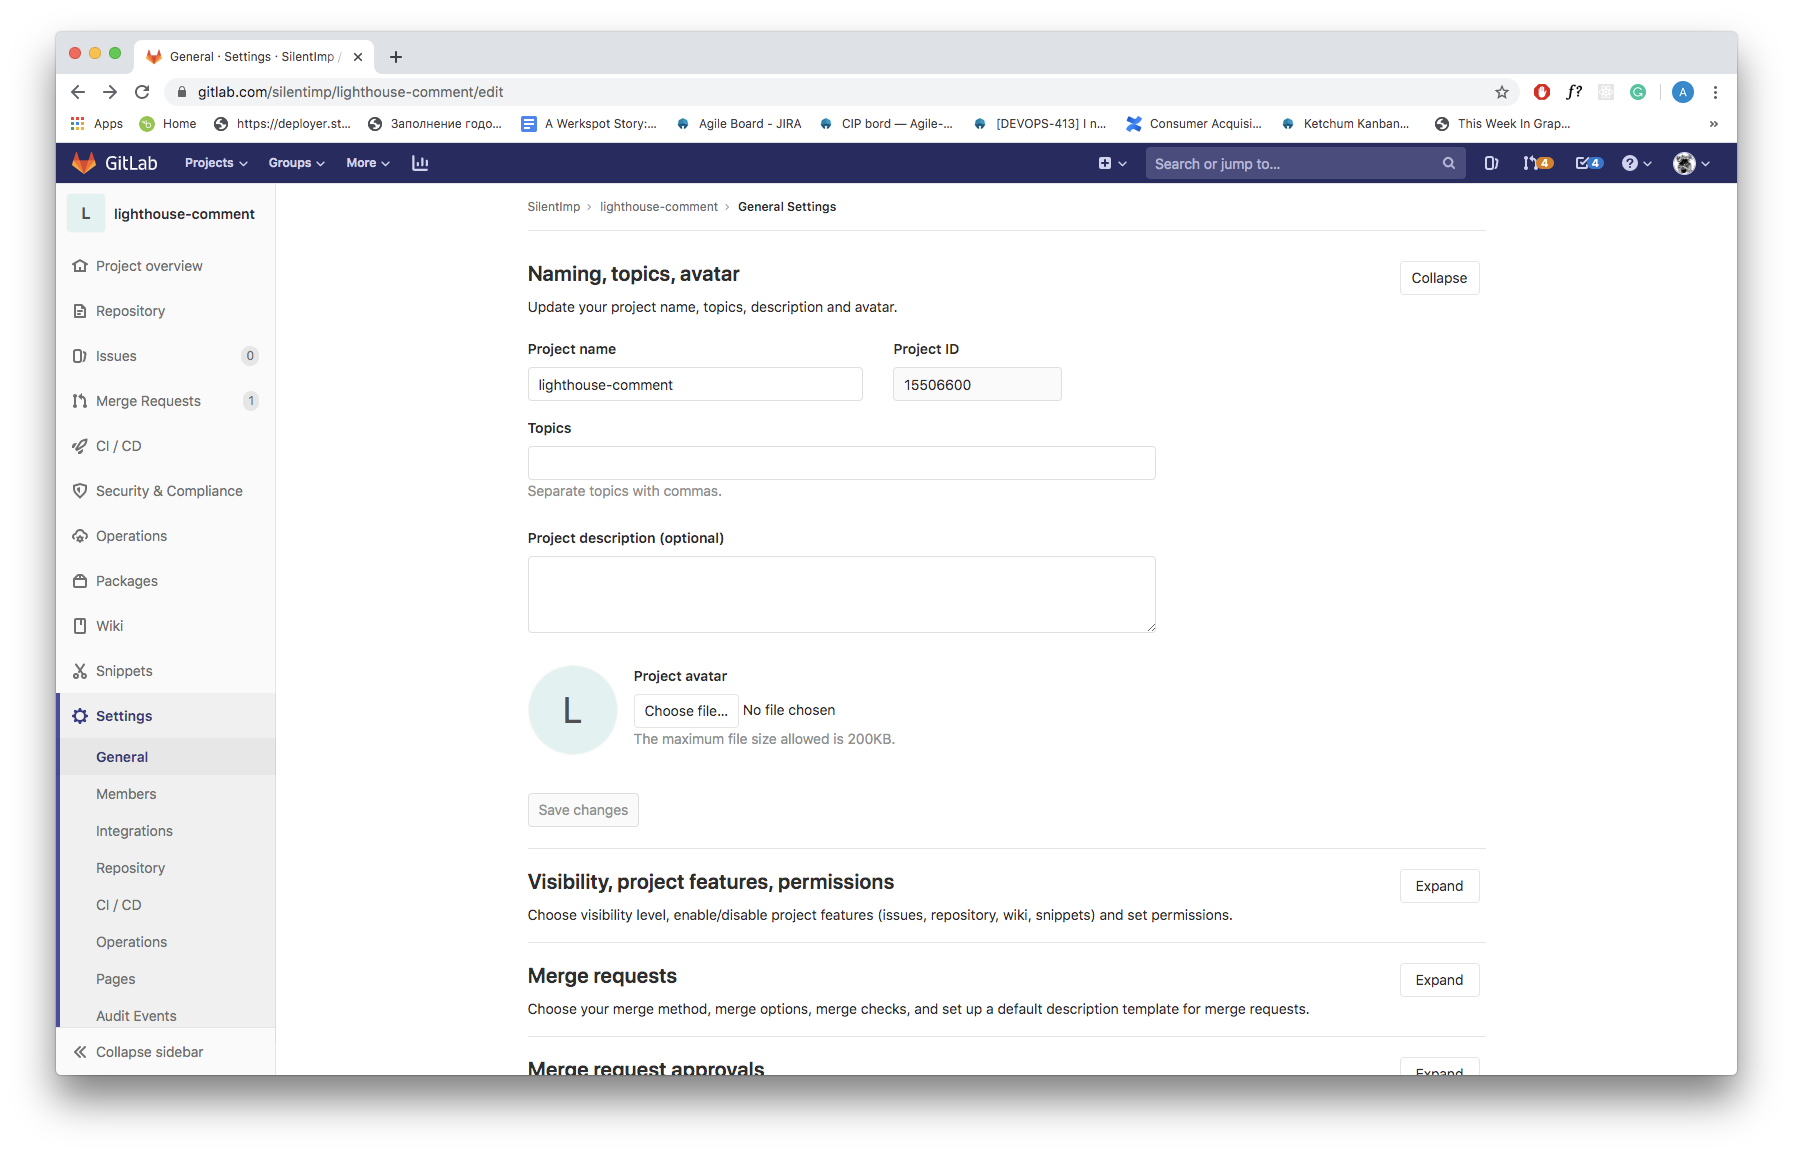 General · Settings · SilentImp /
gitlab.com/silentimp/lighthouse-comment/edit
f?
A
Apps
Home
https://deployer.st...
Заполнение годо...
A Werkspot Story:...
Agile Board - JIRA
CIP bord — Agile-...
[DEVOPS-413] I n...
Consumer Acquisi...
Ketchum Kanban...
This Week In Grap...
»
GitLab
Projects
Groups
More
Search or jump to...
4
4
?
L
lighthouse-comment
Project overview
Repository
Issues
0
Merge Requests
1
CI / CD
Security & Compliance
Operations
Packages
Wiki
Snippets
Settings
General
Members
Integrations
Repository
CI / CD
Operations
Pages
Audit Events
Collapse sidebar
SilentImp › lighthouse-comment › General Settings
Naming, topics, avatar
Collapse
Update your project name, topics, description and avatar.
Project name
Project ID
lighthouse-comment
15506600
Topics
Separate topics with commas.
Project description (optional)
L
Project avatar
Choose file...
No file chosen
The maximum file size allowed is 200KB.
Save changes
Visibility, project features, permissions
Expand
Choose visibility level, enable/disable project features (issues, repository, wiki, snippets) and set permissions.
Merge requests
Expand
Choose your merge method, merge options, merge checks, and set up a default description template for merge requests.
Merge request approvals
Expand